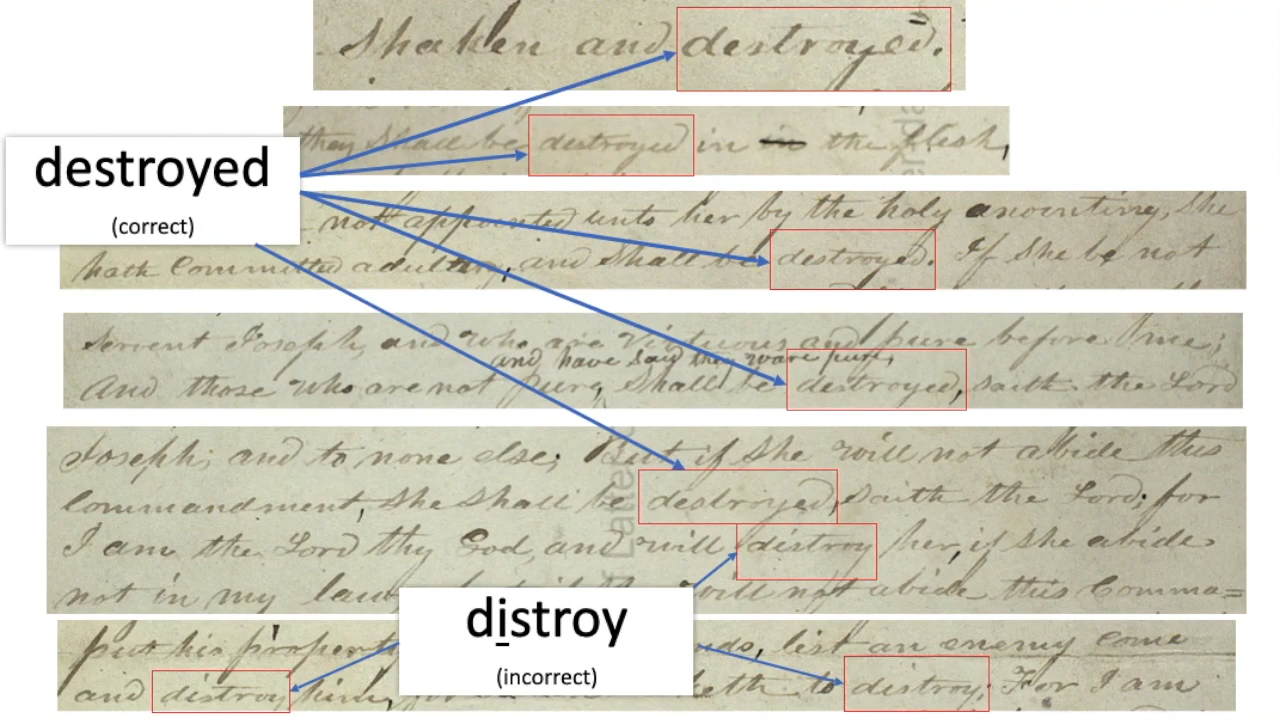 Shaken and destroyed.
they shall be destroyed in in the flesh,
destroyed
(correct)
not appointed unto her by the holy anointing, she
hath Committed adultery, and shall be destroyed. If she be not
Servent Joseph, and who are Virtuous and pure before me;
and have said they ware pure,
And those who are not pure, shall be destroyed, saith the Lord
Joseph; and to none else; But if she will not abide this
Commandment, she shall be destroyed, saith the Lord; for
I am the Lord thy God, and will distroy her, if she abide
not in my law, will not abide this Comma=
distroy
(incorrect)
put his property list an enemy come
and distroy him, to distroy; For I am